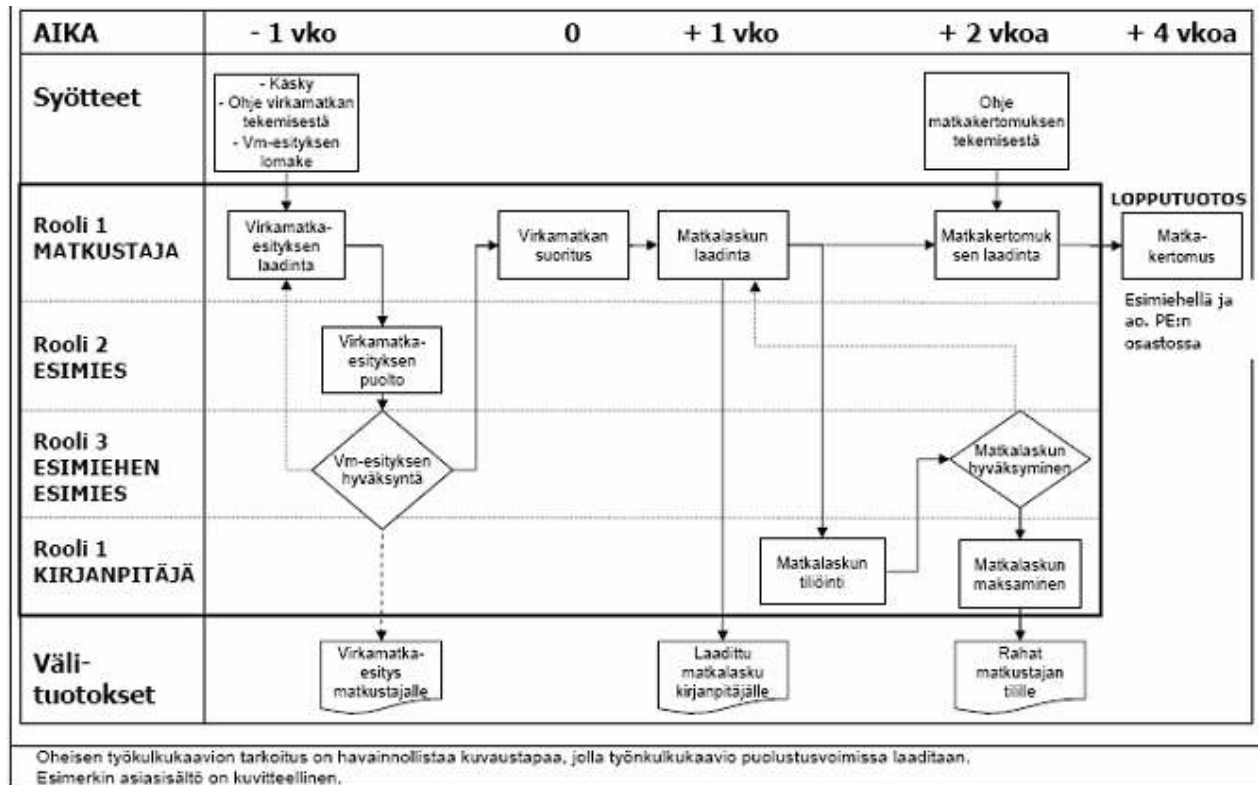 AIKA
- 1 vko
0
+ 1 vko
+ 2 vkoa
+ 4 vkoa
Syötteet
- Käsky
- Ohje virkamatkan
tekemisestä
- Vm-esityksen
lomake
Ohje
matkakertomuksen
tekemisestä
Rooli 1
MATKUSTAJA
Virkamatka-
esityksen
laadinta
Virkamatkan
suoritus
Matkalaskun
laadinta
Matkakertomuk
sen laadinta
LOPPUTUOTOS
Matka-
kertomus
Esimiehellä ja
ao. PE:n
osastossa
Rooli 2
ESIMIES
Virkamatka-
esityksen
puolto
Rooli 3
ESIMIEHEN
ESIMIES
Vm-esityksen
hyväksyntä
Matkalaskun
hyväksyminen
Rooli 1
KIRJANPITÄJÄ
Matkalaskun
tiliöinti
Matkalaskun
maksaminen
Väli-
tuotokset
Virkamatka-
esitys
matkustajalle
Laadittu
matkalasku
kirjanpitäjälle
Rahat
matkustajan
tilille
Oheisen työkulkukaavion tarkoitus on havainnollistaa kuvaustapaa, jolla työnkulkukaavio puolustusvoimissa laaditaan.
Esimerkin asiasisältö on kuvitteellinen.